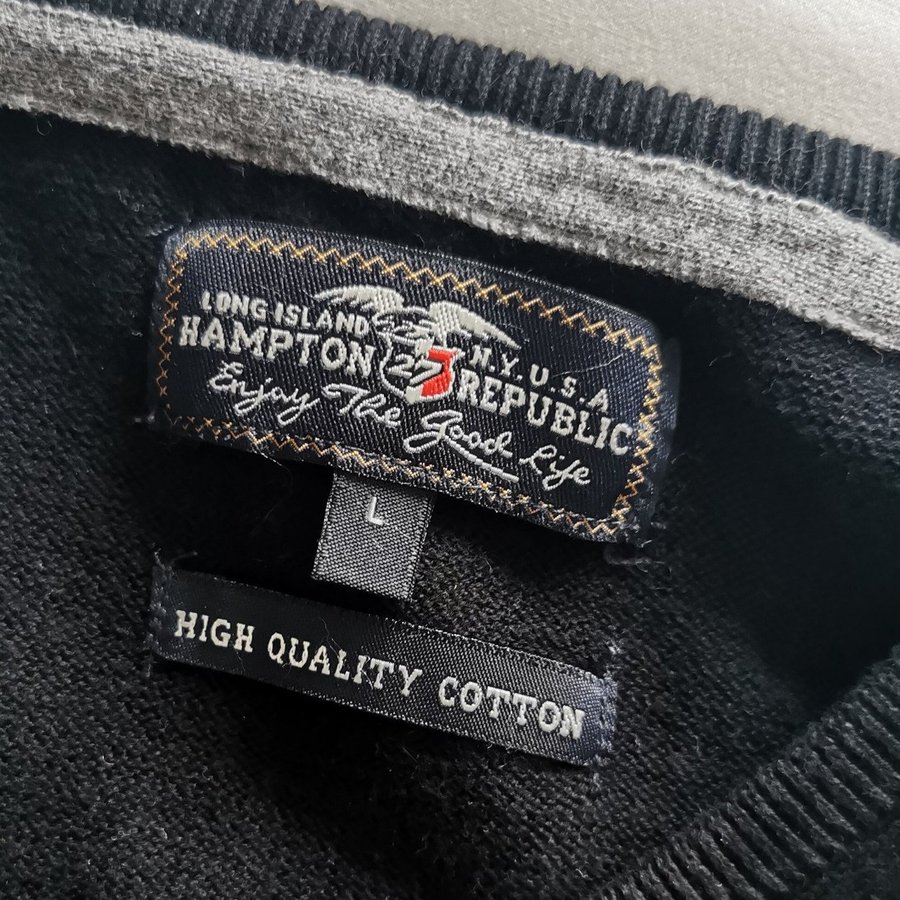 LONG ISLAND N.Y. U.S.A
HAMPTON 27 REPUBLIC
Enjoy The Good Life
L
HIGH QUALITY COTTON